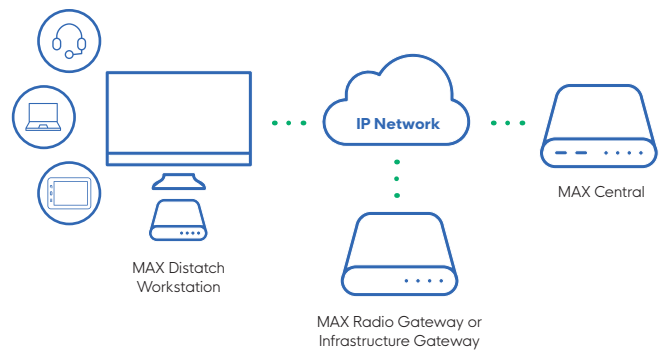 IP Network
MAX Central
MAX Distatch
Workstation
MAX Radio Gateway or
Infrastructure Gateway